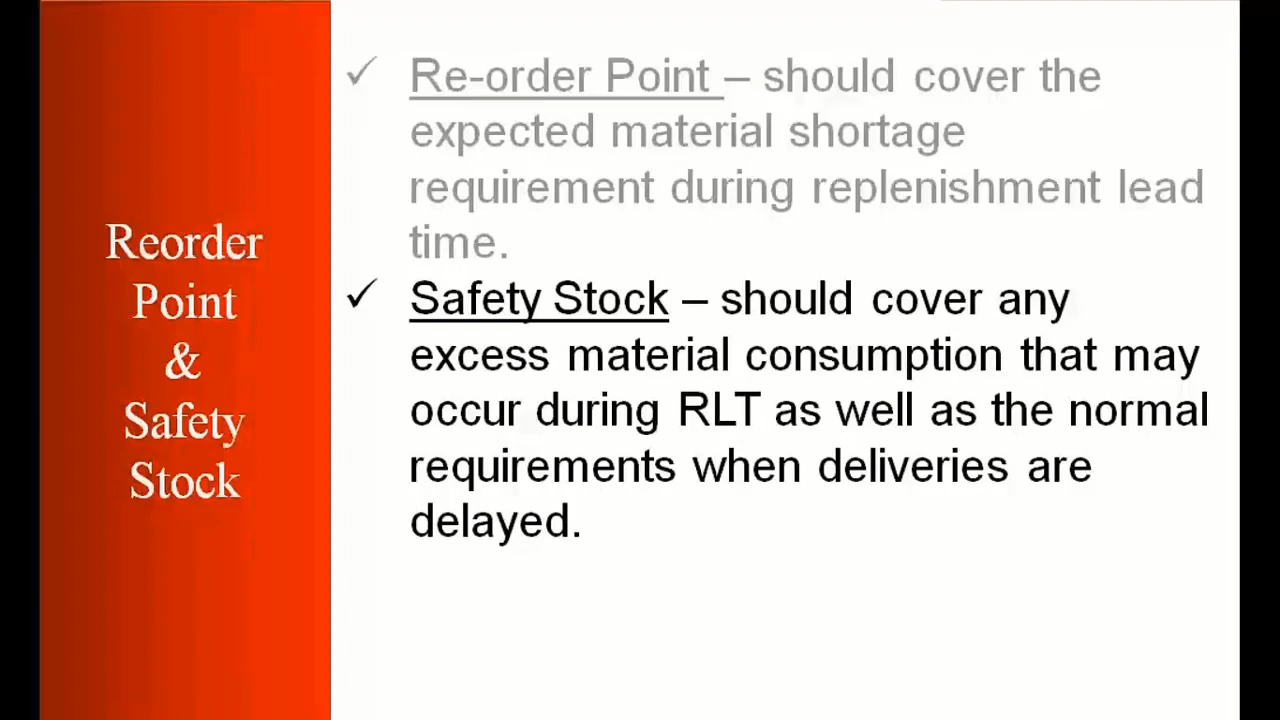 Reorder
Point
&
Safety
Stock
✓ Re-order Point – should cover the
expected material shortage
requirement during replenishment lead
time.
✓ Safety Stock – should cover any
excess material consumption that may
occur during RLT as well as the normal
requirements when deliveries are
delayed.